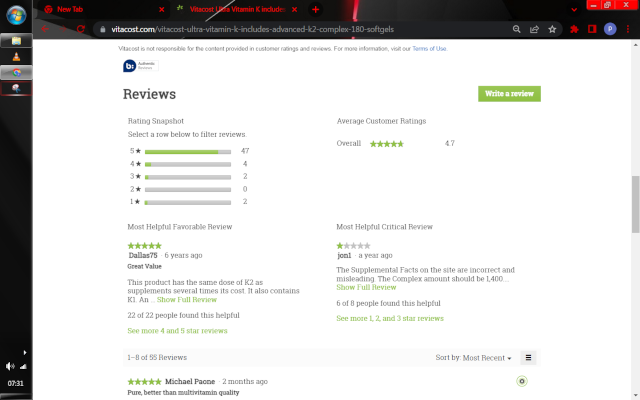 New Tab
Vitacost Ultra Vitamin K includes
vitacost.com/vitacost-ultra-vitamin-k-includes-advanced-k2-complex-180-softgels
Vitacost is not responsible for the content provided in customer ratings and reviews. For more information, visit our Terms of Use.
Authentic
Reviews
Reviews
Write a review
Rating Snapshot
Average Customer Ratings
Select a row below to filter reviews.
5 ★ 47
Overall 4.7
4 ★ 4
3 ★ 2
2 ★ 0
1 ★ 2
Most Helpful Favorable Review
Most Helpful Critical Review
Dallas75 · 6 years ago
jon1 · a year ago
Great Value
The Supplemental Facts on the site are incorrect and
misleading. The Complex amount should be 1,400....
Show Full Review
This product has the same dose of K2 as
supplements several times its cost. It also contains
K1. An ... Show Full Review
6 of 8 people found this helpful
22 of 22 people found this helpful
See more 1, 2, and 3 star reviews
See more 4 and 5 star reviews
1–8 of 55 Reviews
Sort by: Most Recent
Michael Paone · 2 months ago
Pure, better than multivitamin quality
07:31